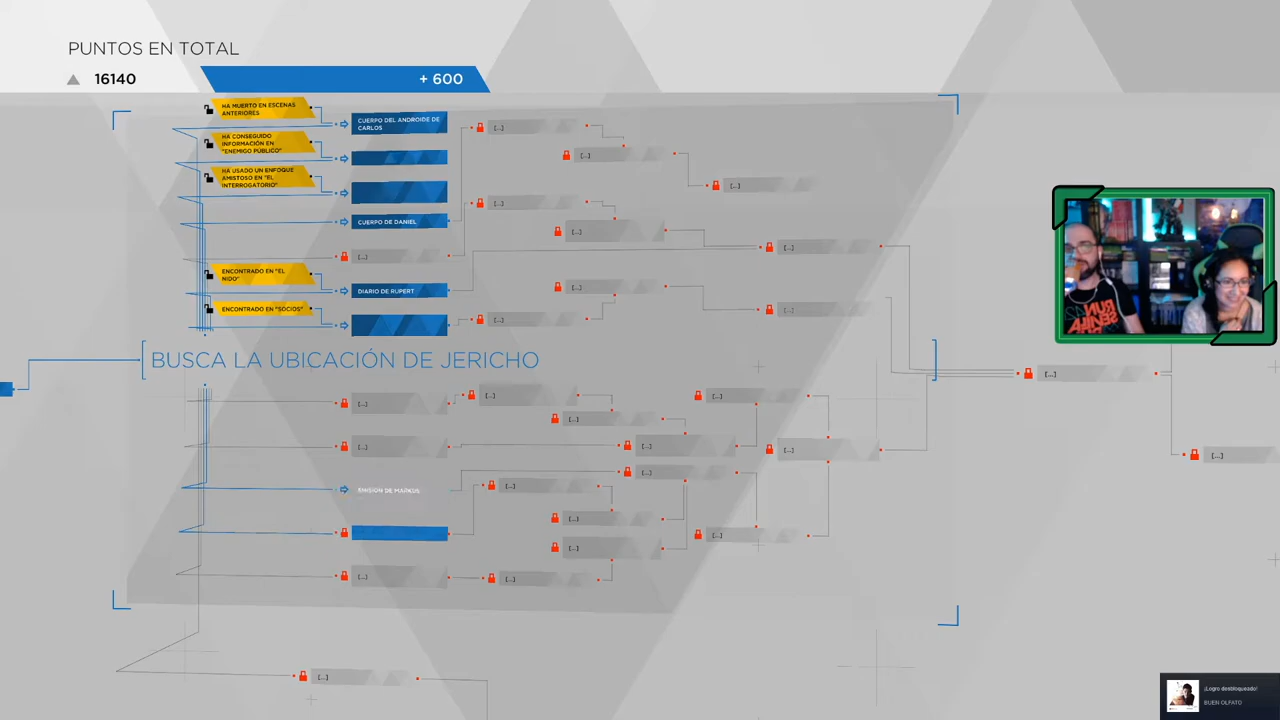 PUNTOS EN TOTAL
16140
+ 600
HA MUERTO EN ESCENAS
ANTERIORES
CUERPO DEL ANDROIDE DE
CARLOS
[...]
HA CONSEGUIDO
INFORMACIÓN EN
"ENEMIGO PÚBLICO"
[...]
HA USADO UN ENFOQUE
AMISTOSO EN "EL
INTERROGATORIO"
[...]
[...]
CUERPO DE DANIEL
[...]
[...]
[...]
ENCONTRADO EN "EL
NIDO"
DIARIO DE RUPERT
[...]
ENCONTRADO EN "SOCIOS"
[...]
[...]
BUSCA LA UBICACIÓN DE JERICHO
[...]
[...]
[...]
[...]
[...]
[...]
[...]
[...]
[...]
[...]
EMISIÓN DE MARKUS
[...]
[...]
[...]
[...]
[...]
[...]
[...]
¡Logro desbloqueado!
BUEN OLFATO